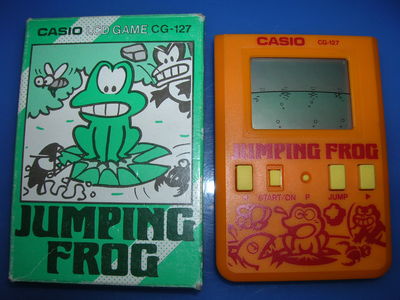 CASIO LCD GAME CG-127
JUMPING
FROG
CASIO CG-127
JUMPING FROG
◁ START/ON P JUMP ▷